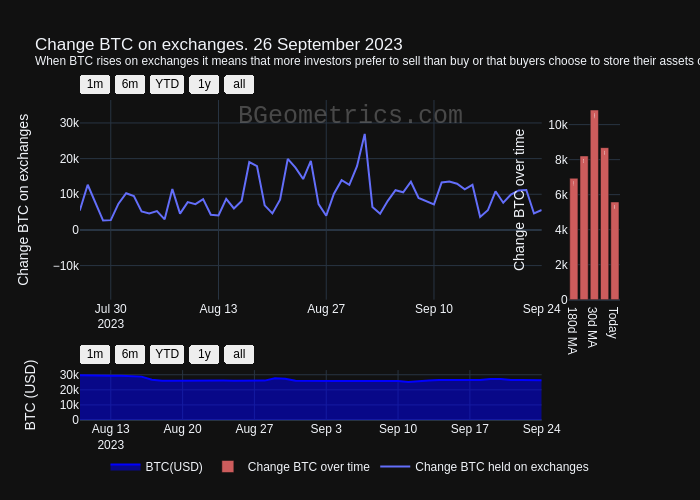 Change BTC on exchanges. 26 September 2023
When BTC rises on exchanges it means that more investors prefer to sell than buy or that buyers choose to store their assets
1m 6m YTD 1y all
BGeometrics.com
Change BTC on exchanges
30k
20k
10k
0
−10k
Jul 30 Aug 13 Aug 27 Sep 10 Sep 24
2023
Change BTC over time
10k
8k
6k
4k
2k
0
180d MA 30d MA Today
1m 6m YTD 1y all
BTC (USD)
30k
20k
10k
0
Aug 13 Aug 20 Aug 27 Sep 3 Sep 10 Sep 17 Sep 24
2023
BTC(USD) Change BTC over time Change BTC held on exchanges